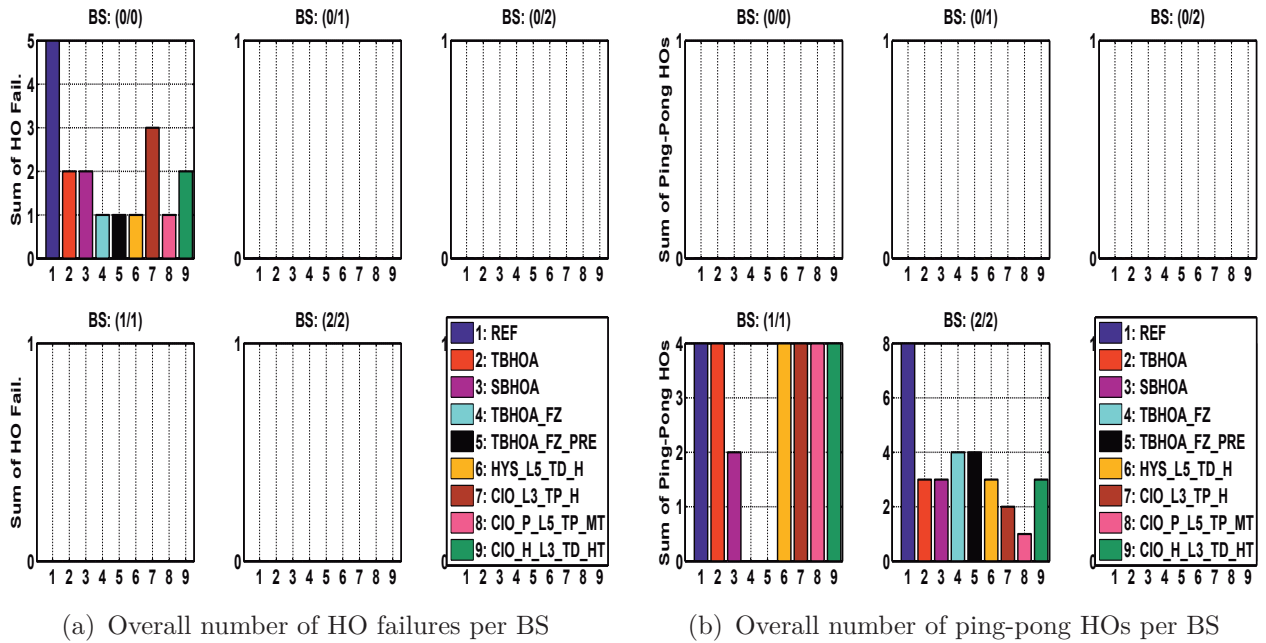 BS: (0/0)
BS: (0/1)
BS: (0/2)
Sum of HO Fail.
5
4
3
2
1
0
1 2 3 4 5 6 7 8 9
1
0
1 2 3 4 5 6 7 8 9
1
0
1 2 3 4 5 6 7 8 9
BS: (1/1)
BS: (2/2)
Sum of HO Fail.
1
0
1 2 3 4 5 6 7 8 9
1
0
1 2 3 4 5 6 7 8 9
1: REF
2: TBHOA
3: SBHOA
4: TBHOA_FZ
5: TBHOA_FZ_PRE
6: HYS_L5_TD_H
7: CIO_L3_TP_H
8: CIO_P_L5_TP_MT
9: CIO_H_L3_TD_HT
1 2 3 4 5 6 7 8 9
(a) Overall number of HO failures per BS
BS: (0/0)
BS: (0/1)
BS: (0/2)
Sum of Ping-Pong HOs
1
0
1 2 3 4 5 6 7 8 9
1
0
1 2 3 4 5 6 7 8 9
1
0
1 2 3 4 5 6 7 8 9
BS: (1/1)
BS: (2/2)
Sum of Ping-Pong HOs
4
3
2
1
0
1 2 3 4 5 6 7 8 9
8
6
4
2
0
1 2 3 4 5 6 7 8 9
1
0
1: REF
2: TBHOA
3: SBHOA
4: TBHOA_FZ
5: TBHOA_FZ_PRE
6: HYS_L5_TD_H
7: CIO_L3_TP_H
8: CIO_P_L5_TP_MT
9: CIO_H_L3_TD_HT
1 2 3 4 5 6 7 8 9
(b) Overall number of ping-pong HOs per BS